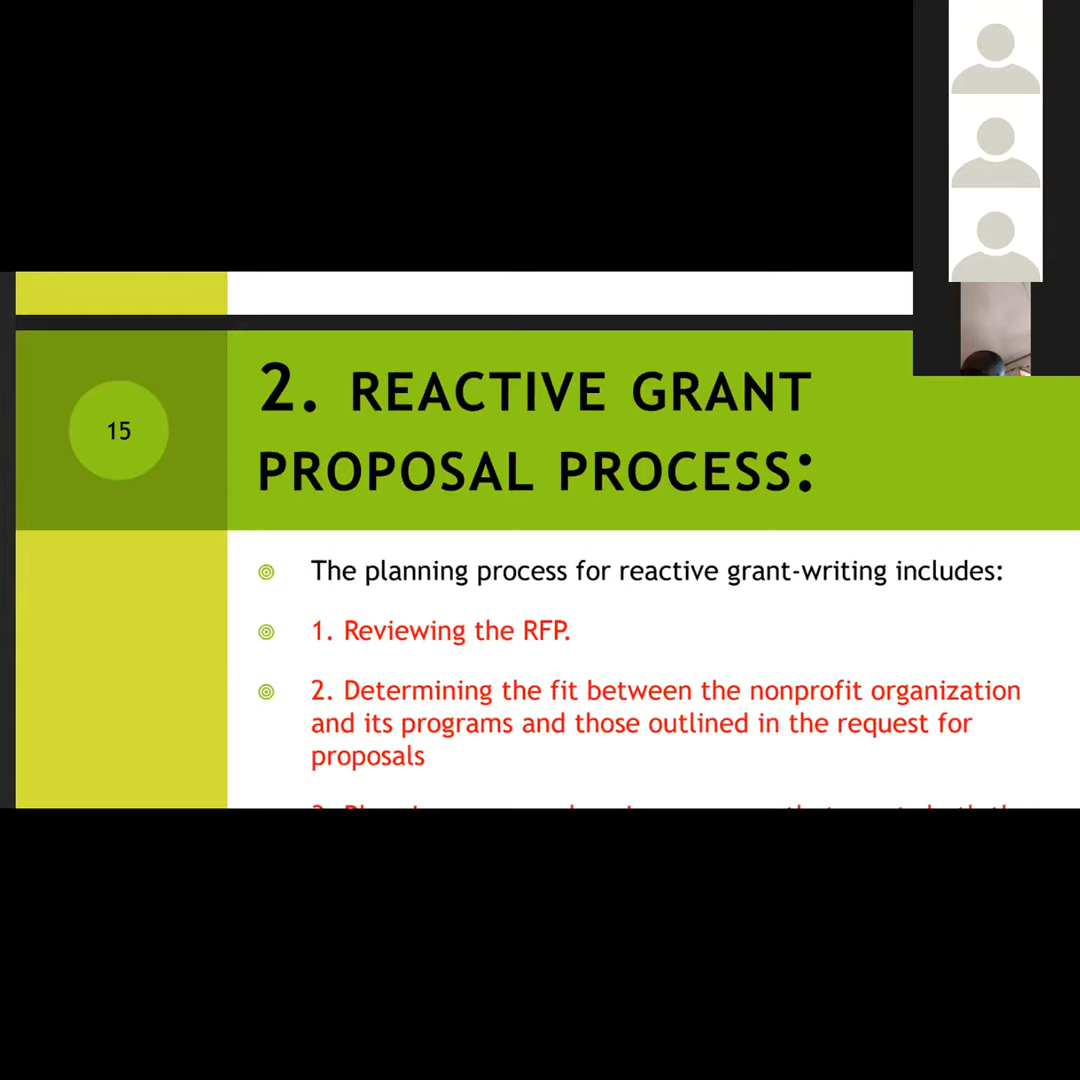 15
2. REACTIVE GRANT
PROPOSAL PROCESS:
The planning process for reactive grant-writing includes:
1. Reviewing the RFP.
2. Determining the fit between the nonprofit organization
and its programs and those outlined in the request for
proposals